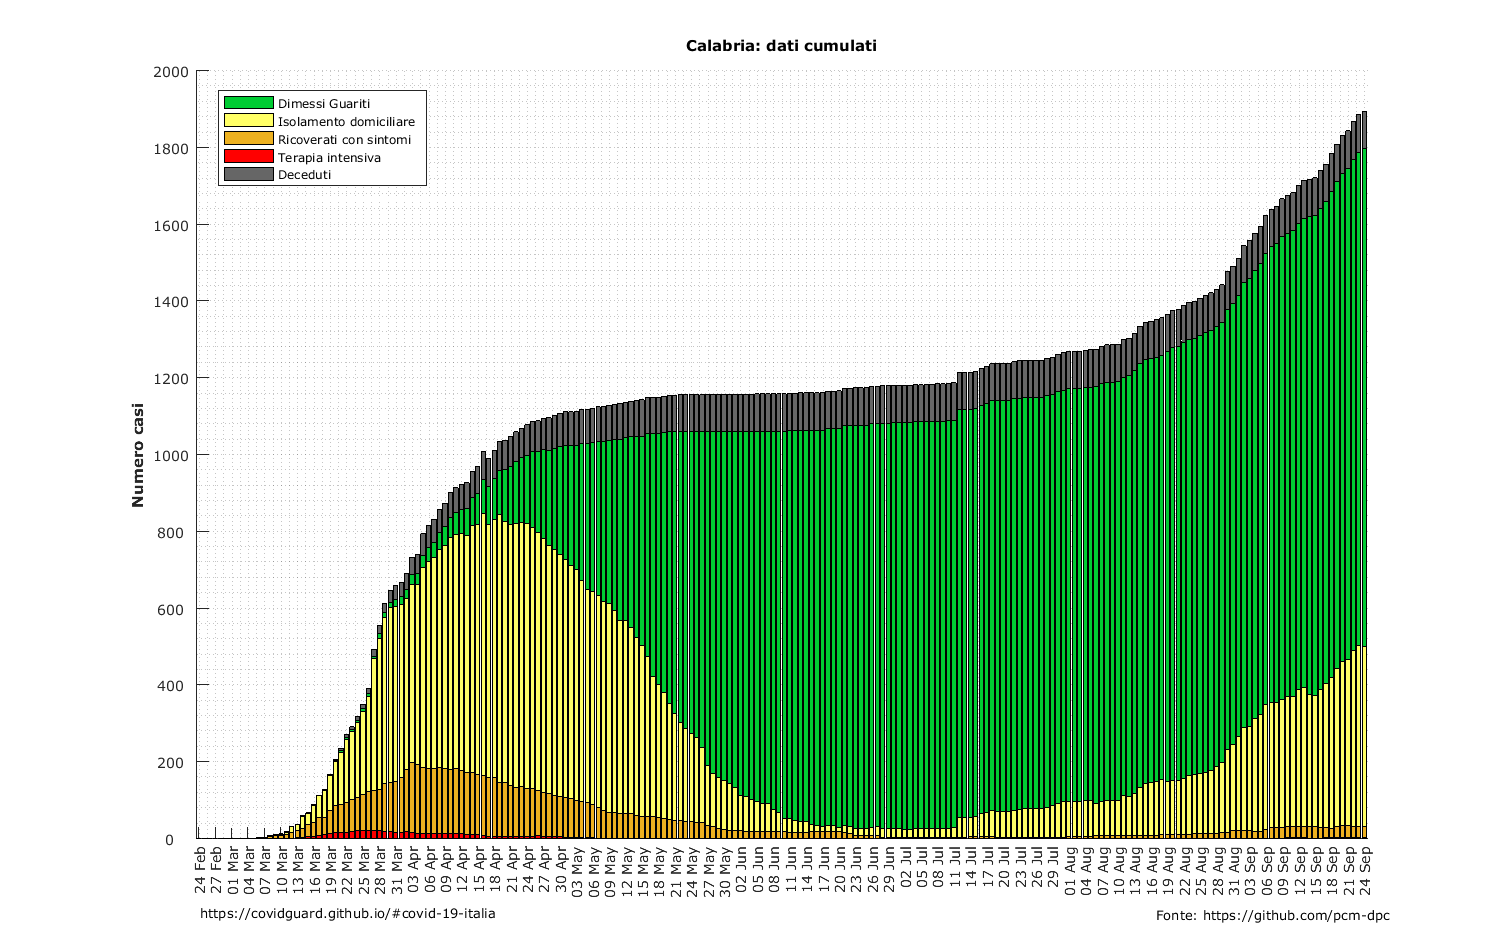 Calabria: dati cumulati
Dimessi Guariti
Isolamento domiciliare
Ricoverati con sintomi
Terapia intensiva
Deceduti
Numero casi
2000
1800
1600
1400
1200
1000
800
600
400
200
0
24 Feb
27 Feb
01 Mar
04 Mar
07 Mar
10 Mar
13 Mar
16 Mar
19 Mar
22 Mar
25 Mar
28 Mar
31 Mar
03 Apr
06 Apr
09 Apr
12 Apr
15 Apr
18 Apr
21 Apr
24 Apr
27 Apr
30 Apr
03 May
06 May
09 May
12 May
15 May
18 May
21 May
24 May
27 May
30 May
02 Jun
05 Jun
08 Jun
11 Jun
14 Jun
17 Jun
20 Jun
23 Jun
26 Jun
29 Jun
02 Jul
05 Jul
08 Jul
11 Jul
14 Jul
17 Jul
20 Jul
23 Jul
26 Jul
29 Jul
01 Aug
04 Aug
07 Aug
10 Aug
13 Aug
16 Aug
19 Aug
22 Aug
25 Aug
28 Aug
31 Aug
03 Sep
06 Sep
09 Sep
12 Sep
15 Sep
18 Sep
21 Sep
24 Sep
https://covidguard.github.io/#covid-19-italia
Fonte: https://github.com/pcm-dpc